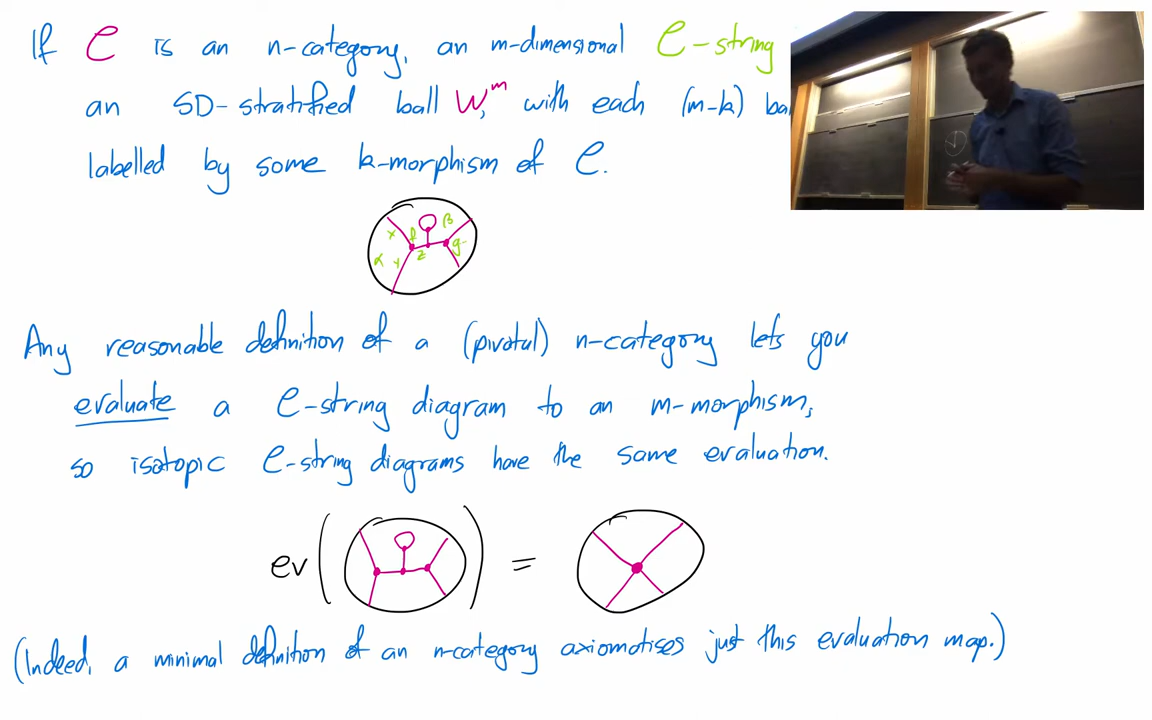 If C is an n-category, an m-dimensional C-string
an SD-stratified ball W^m, with each (m-k) ba
labelled by some k-morphism of C.
x f β
α y z g
Any reasonable definition of a (pivotal) n-category lets you
evaluate a C-string diagram to an m-morphism,
so isotopic C-string diagrams have the same evaluation.
ev( ) =
(Indeed, a minimal definition of an n-category axiomatises just this evaluation map.)